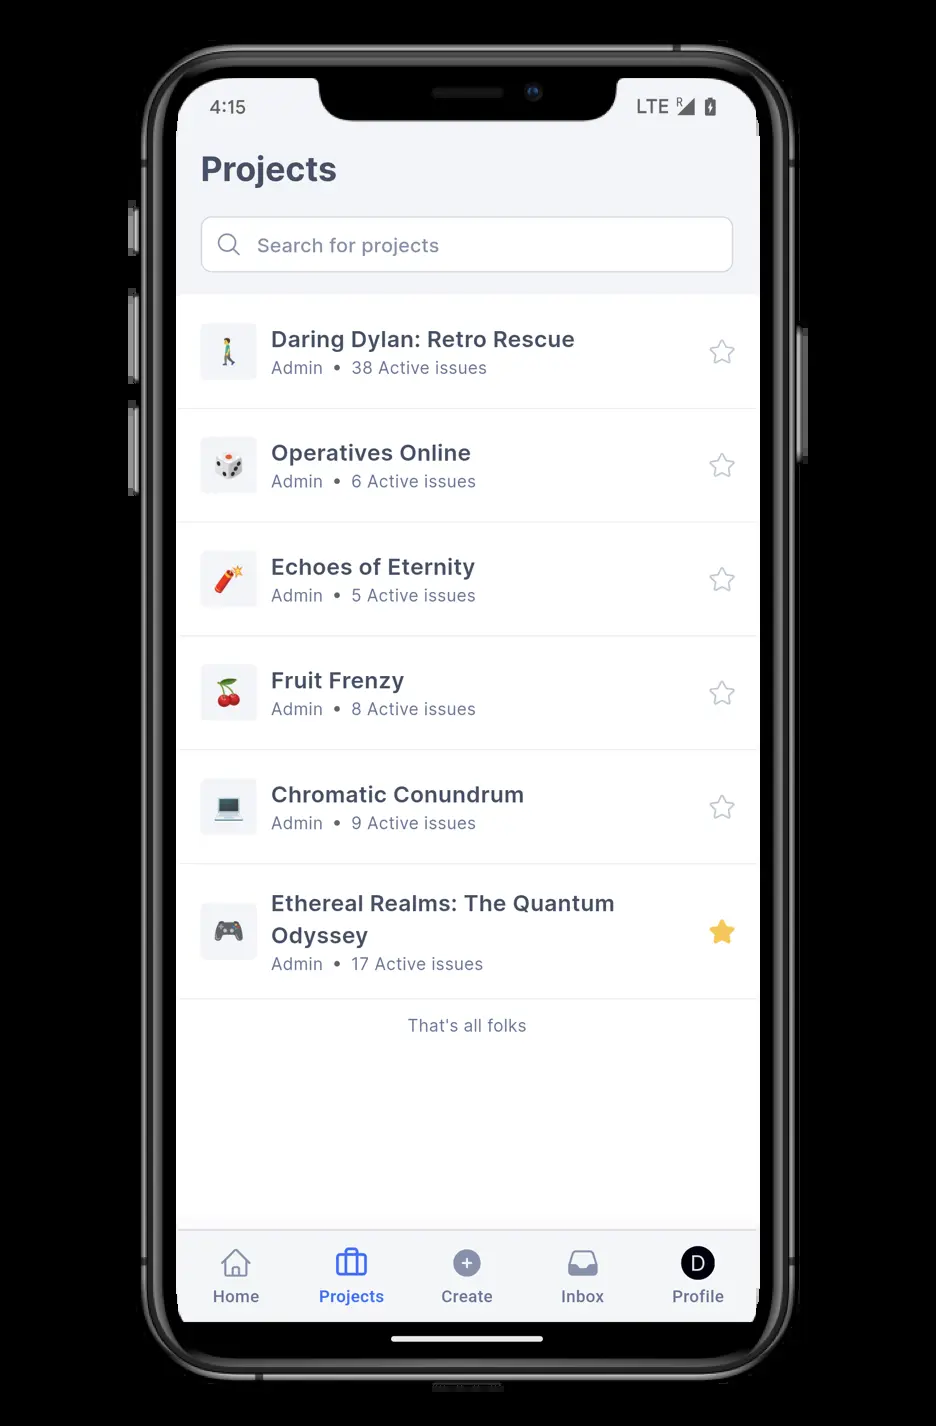 4:15
LTE R
Projects
Search for projects
Daring Dylan: Retro Rescue
Admin • 38 Active issues
Operatives Online
Admin • 6 Active issues
Echoes of Eternity
Admin • 5 Active issues
Fruit Frenzy
Admin • 8 Active issues
Chromatic Conundrum
Admin • 9 Active issues
Ethereal Realms: The Quantum
Odyssey
Admin • 17 Active issues
That's all folks
D
Home Projects Create Inbox Profile